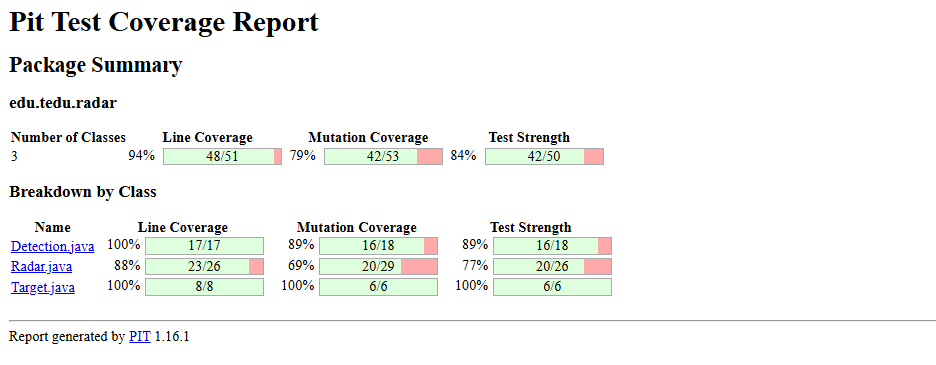 Pit Test Coverage Report
Package Summary
edu.tedu.radar
Number of Classes Line Coverage Mutation Coverage Test Strength
3 94% 48/51 79% 42/53 84% 42/50
Breakdown by Class
Name Line Coverage Mutation Coverage Test Strength
Detection.java 100% 17/17 89% 16/18 89% 16/18
Radar.java 88% 23/26 69% 20/29 77% 20/26
Target.java 100% 8/8 100% 6/6 100% 6/6
Report generated by PIT 1.16.1